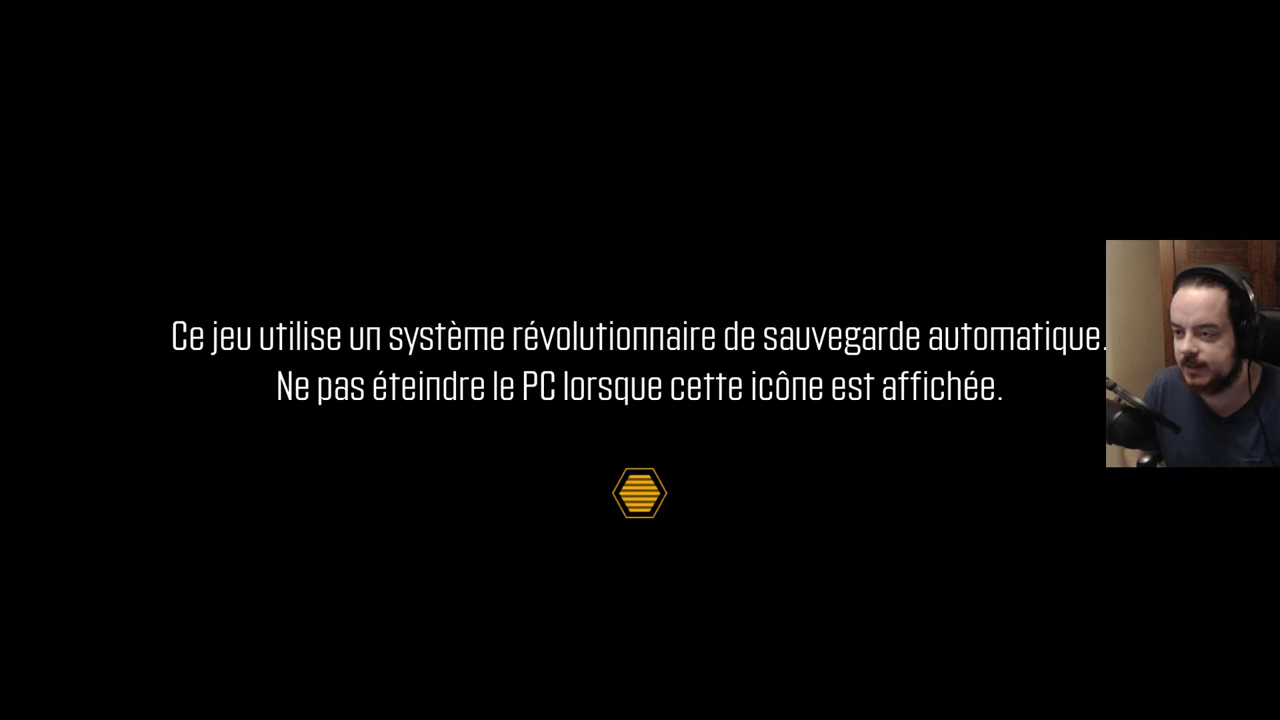 Ce jeu utilise un système révolutionnaire de sauvegarde automatique.
Ne pas éteindre le PC lorsque cette icône est affichée.